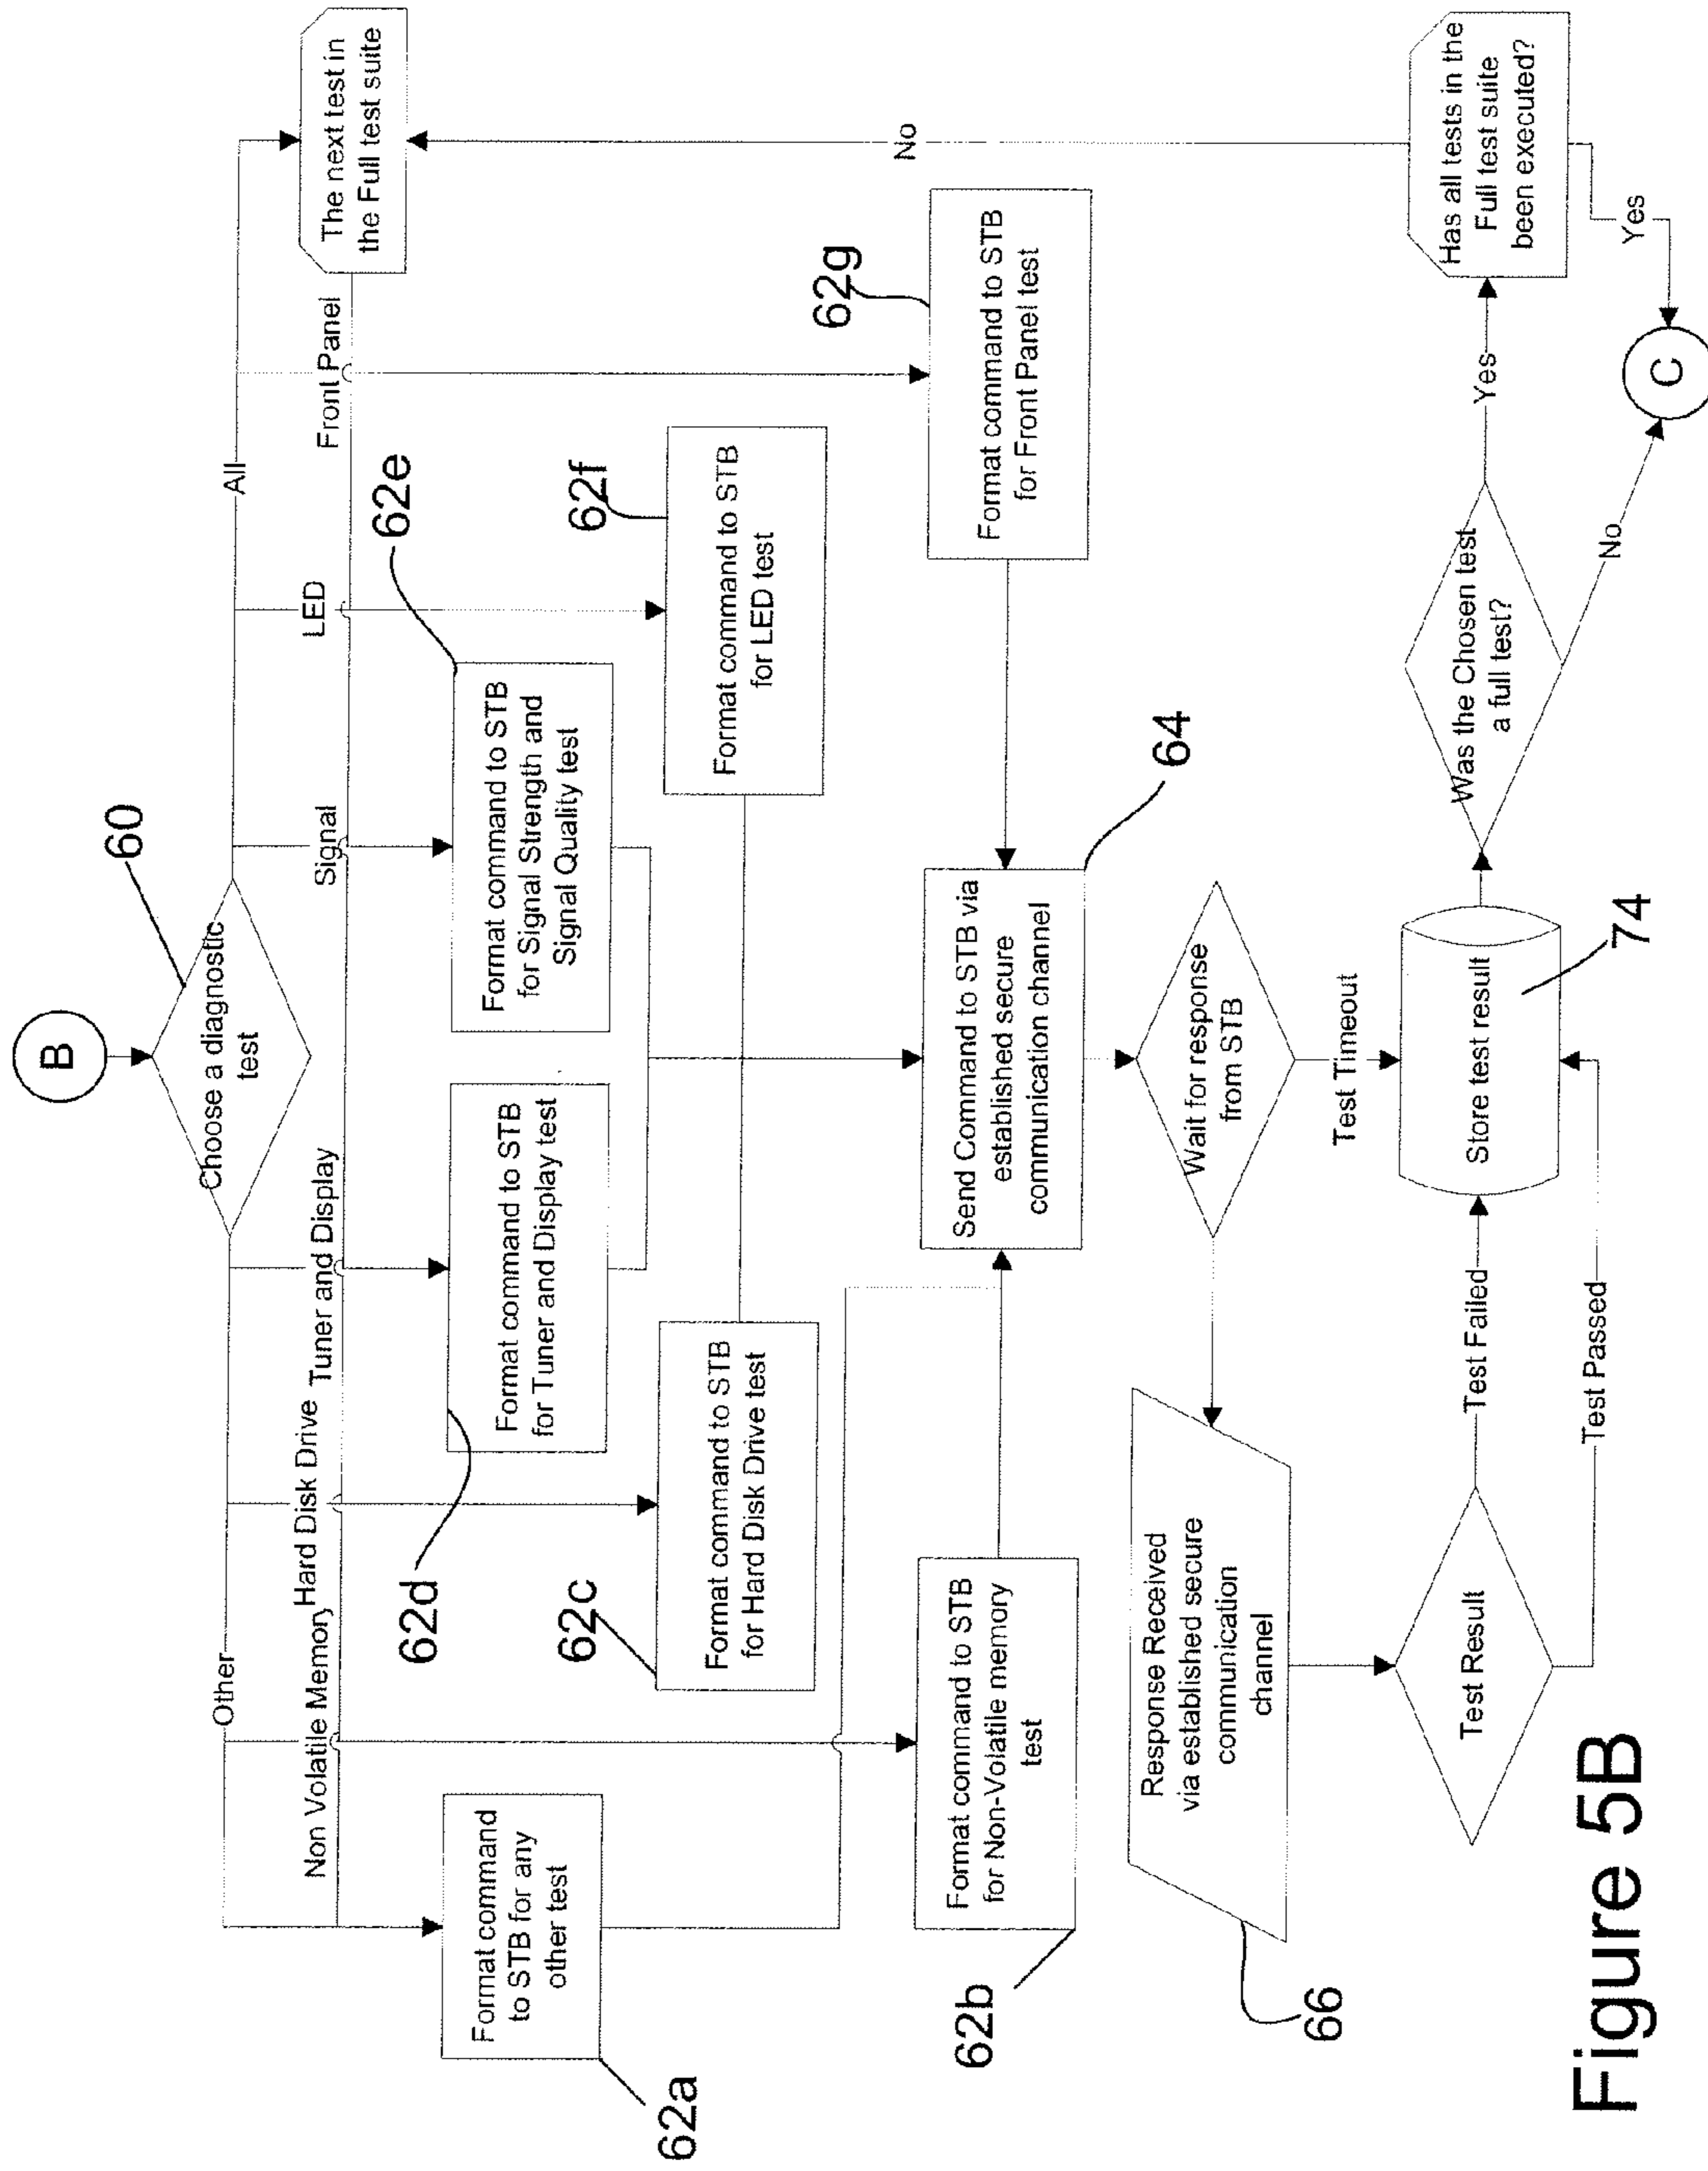 B
60
Choose a diagnostic
test
Other
All
Non Volatile Memory
Hard Disk Drive
Tuner and Display
Signal
LED
Front Panel
The next test in
the Full test suite
62a
Format command
to STB for any
other test
62d
Format command to STB
for Tuner and Display test
62e
Format command to STB
for Signal Strength and
Signal Quality test
62c
Format command to STB
for Hard Disk Drive test
62f
Format command to STB
for LED test
62b
Format command to STB
for Non-Volatile memory
test
Send Command to STB via
established secure
communication channel
64
62g
Format command to STB
for Front Panel test
No
66
Response Received
via established secure
communication
channel
Wait for response
from STB
Test Timeout
Test Result
Test Failed
Test Passed
Store test result
74
Was the Chosen test
a full test?
Yes
No
Has all tests in the
Full test suite
been executed?
Yes
C
Figure 5B